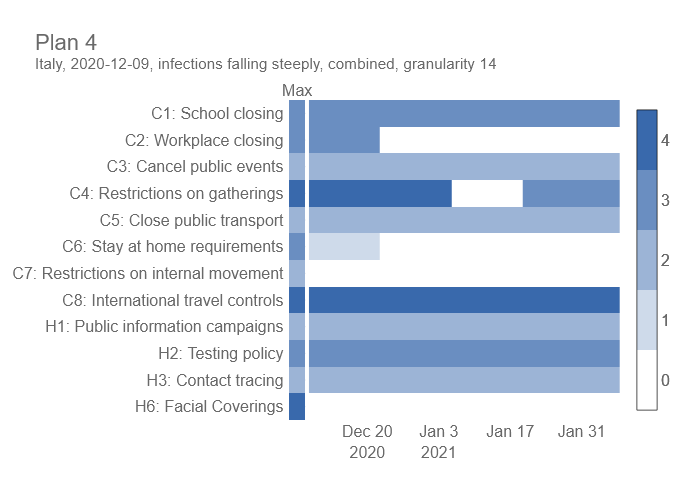 Plan 4
Italy, 2020-12-09, infections falling steeply, combined, granularity 14
Max
C1: School closing
C2: Workplace closing
C3: Cancel public events
C4: Restrictions on gatherings
C5: Close public transport
C6: Stay at home requirements
C7: Restrictions on internal movement
C8: International travel controls
H1: Public information campaigns
H2: Testing policy
H3: Contact tracing
H6: Facial Coverings
4
3
2
1
0
Dec 20 Jan 3 Jan 17 Jan 31
2020 2021